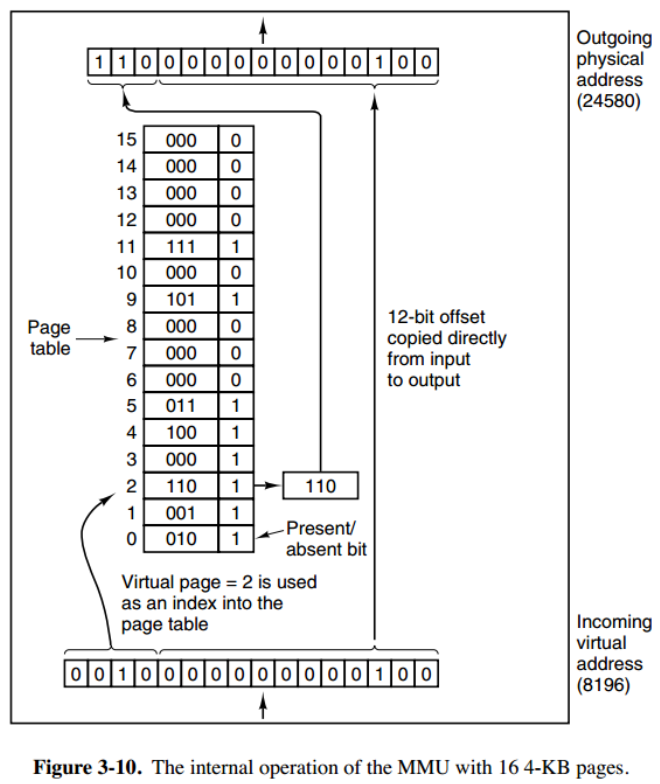 Outgoing
physical
address
(24580)
1 1 0 0 0 0 0 0 0 0 0 0 1 0 0
15 000 0
14 000 0
13 000 0
12 000 0
11 111 1
10 000 0
9 101 1
8 000 0
7 000 0
6 000 0
5 011 1
4 100 1
3 000 1
2 110 1 110
1 001 1
0 010 1
Page
table
12-bit offset
copied directly
from input
to output
Present/
absent bit
Virtual page = 2 is used
as an index into the
page table
0 0 1 0 0 0 0 0 0 0 0 0 0 1 0 0
Incoming
virtual
address
(8196)
Figure 3-10. The internal operation of the MMU with 16 4-KB pages.